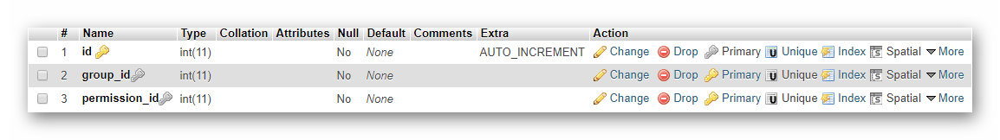 # Name Type Collation Attributes Null Default Comments Extra Action
1 id int(11) No None AUTO_INCREMENT Change Drop Primary Unique Index Spatial More
2 group_id int(11) No None Change Drop Primary Unique Index Spatial More
3 permission_id int(11) No None Change Drop Primary Unique Index Spatial More